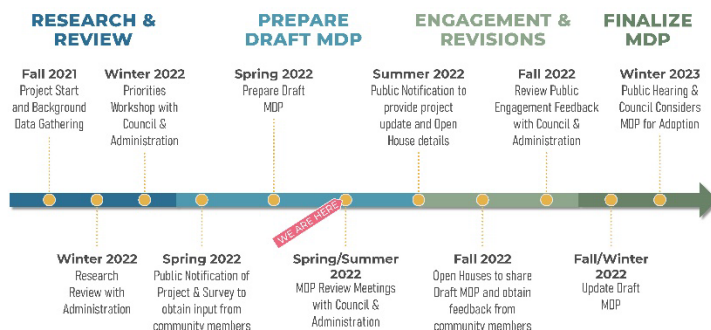 RESEARCH &
REVIEW
PREPARE
DRAFT MDP
ENGAGEMENT &
REVISIONS
FINALIZE
MDP
Fall 2021
Project Start
and Background
Data Gathering
Winter 2022
Priorities
Workshop with
Council &
Administration
Spring 2022
Prepare Draft
MDP
Summer 2022
Public Notification to
provide project
update and Open
House details
Fall 2022
Review Public
Engagement Feedback
with Council &
Administration
Winter 2023
Public Hearing &
Council Considers
MDP for Adoption
WE ARE HERE
Winter 2022
Research
Review with
Administration
Spring 2022
Public Notification of
Project & Survey to
obtain input from
community members
Spring/Summer
2022
MDP Review Meetings
with Council &
Administration
Fall 2022
Open Houses to share
Draft MDP and obtain
feedback from
community members
Fall/Winter
2022
Update Draft
MDP